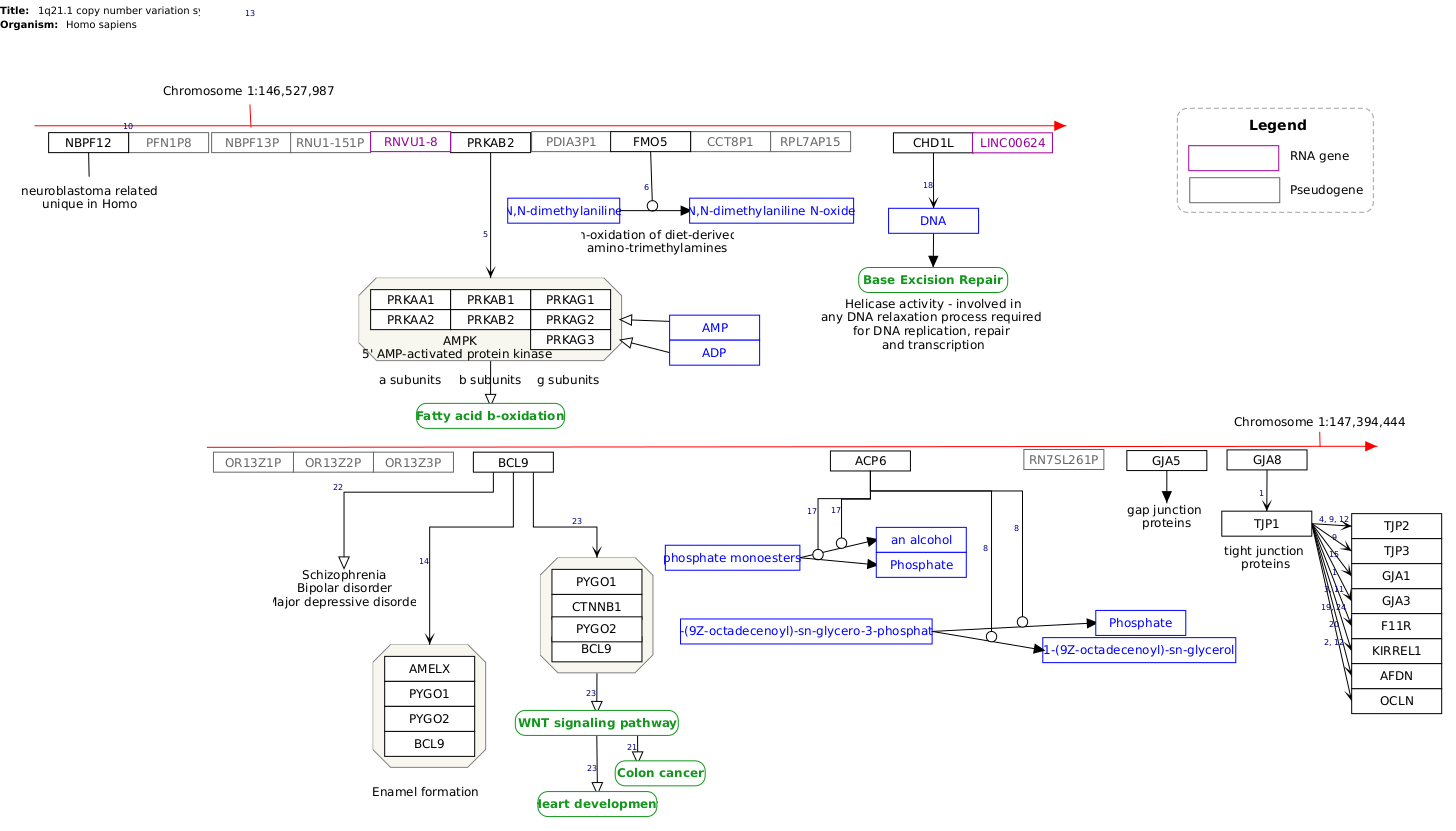 Title: 1q21.1 copy number variation sy
13
Organism: Homo sapiens
Chromosome 1:146,527,987
10
NBPF12
PFN1P8
NBPF13P
RNU1-151P
RNVU1-8
PRKAB2
PDIA3P1
FMO5
CCT8P1
RPL7AP15
CHD1L
LINC00624
Legend
RNA gene
Pseudogene
neuroblastoma related
unique in Homo
6
18
N,N-dimethylaniline
N,N-dimethylaniline N-oxide
DNA
5
n-oxidation of diet-derived
amino-trimethylamines
Base Excision Repair
Helicase activity - involved in
any DNA relaxation process required
for DNA replication, repair
and transcription
PRKAA1
PRKAB1
PRKAG1
PRKAA2
PRKAB2
PRKAG2
PRKAG3
AMPK
5' AMP-activated protein kinase
AMP
ADP
a subunits
b subunits
g subunits
Fatty acid b-oxidation
Chromosome 1:147,394,444
OR13Z1P
OR13Z2P
OR13Z3P
BCL9
ACP6
RN7SL261P
GJA5
GJA8
22
23
14
17
17
8
8
1
Schizophrenia
Bipolar disorder
Major depressive disorde
gap junction
proteins
TJP1
tight junction
proteins
4, 9, 12
9
15
1
1, 11
19, 24
20
2, 12
TJP2
TJP3
GJA1
GJA3
F11R
KIRREL1
AFDN
OCLN
phosphate monoesters
an alcohol
Phosphate
-(9Z-octadecenoyl)-sn-glycero-3-phosphat
Phosphate
1-(9Z-octadecenoyl)-sn-glycerol
PYGO1
CTNNB1
PYGO2
BCL9
AMELX
PYGO1
PYGO2
BCL9
Enamel formation
23
WNT signaling pathway
21
23
Colon cancer
Heart developmen